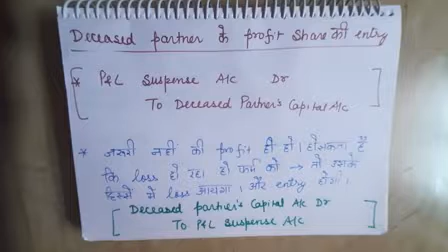 Deceased partner के profit share की entry
* P&L Suspense A/c Dr
To Deceased Partner's Capital A/c
* जरूरी नहीं की profit ही हो। होसकता है
कि loss हो रहा हो फर्म को → तो उसके
हिस्से में loss आयगा। और entry होगी।
Deceased partner's Capital A/c Dr
To P&L Suspense A/c